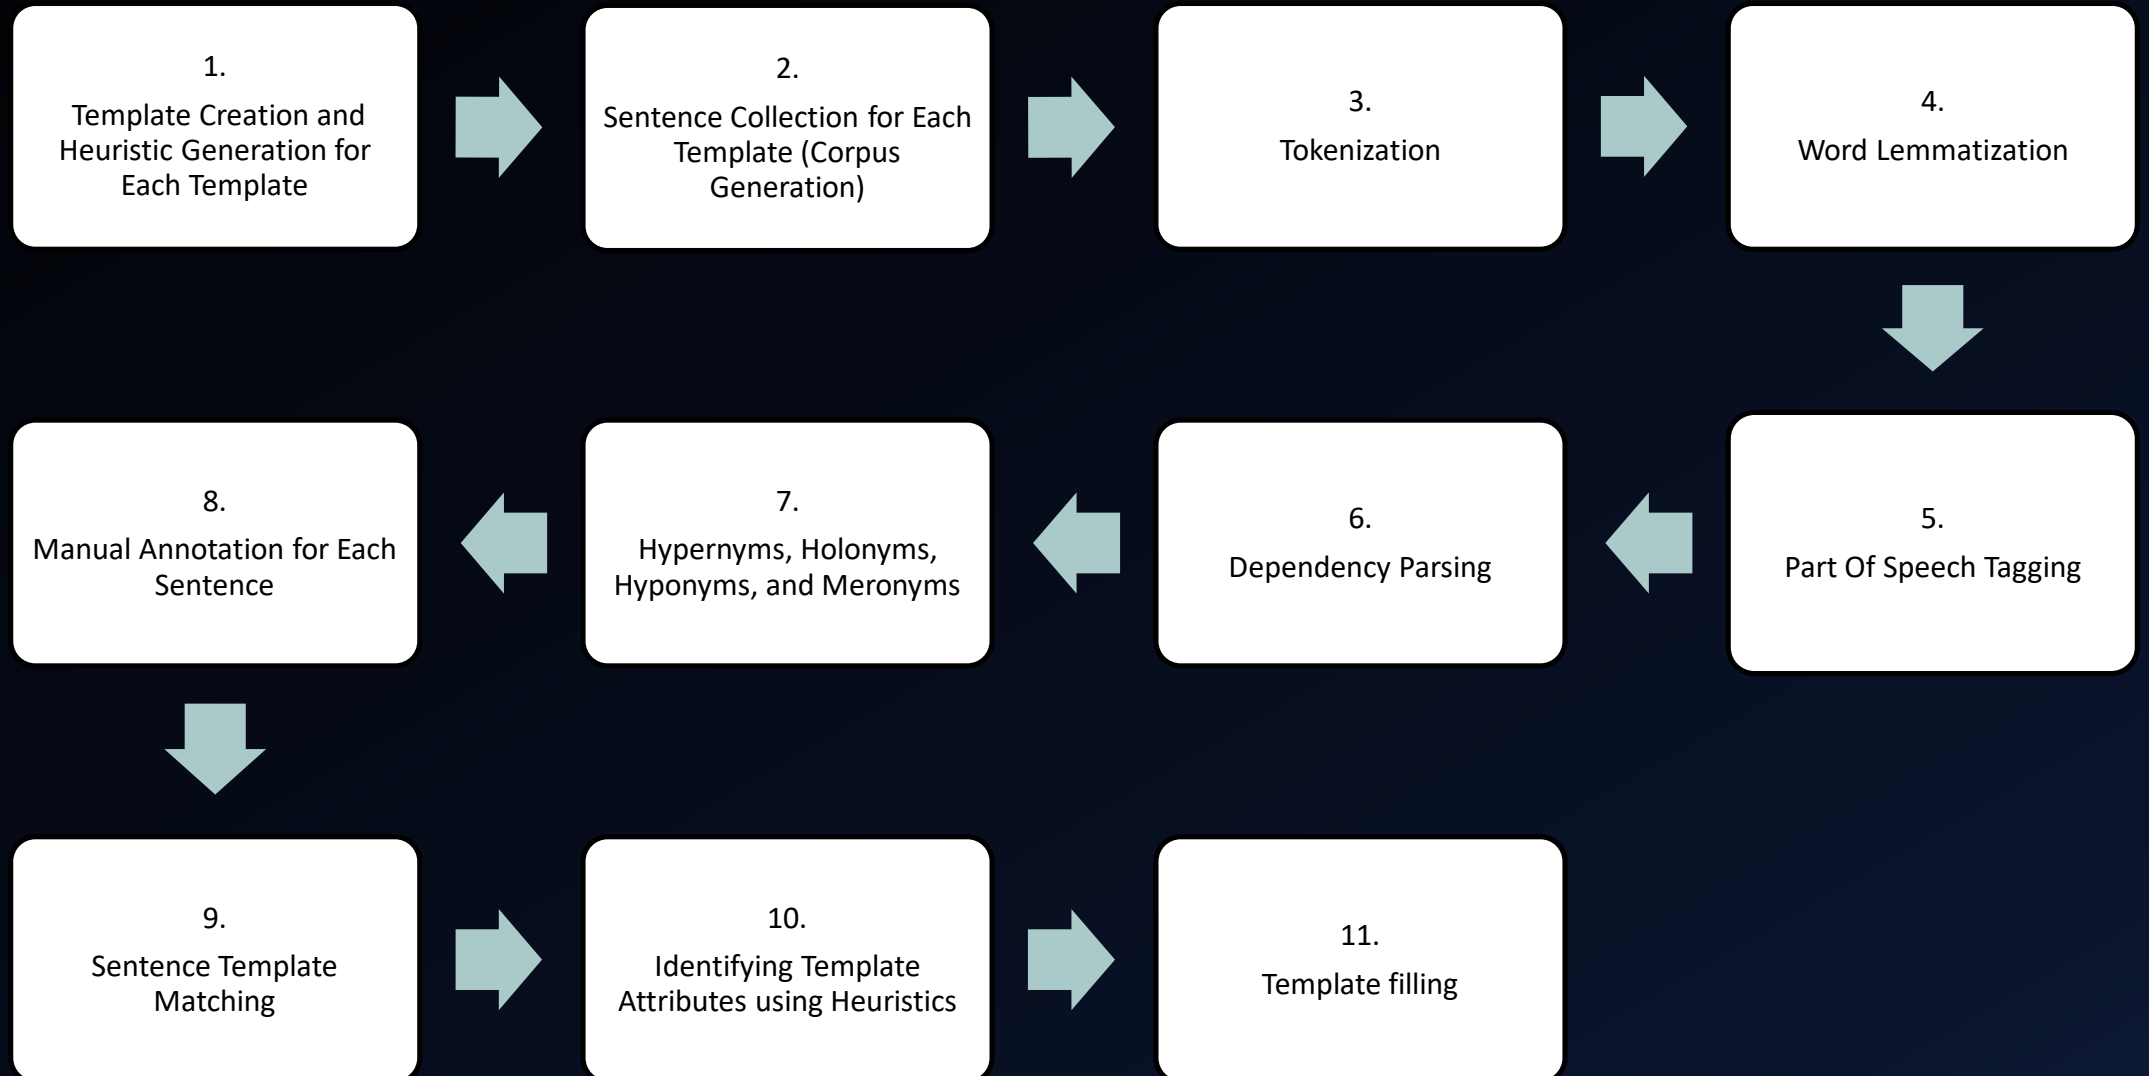 1.
Template Creation and
Heuristic Generation for
Each Template
2.
Sentence Collection for Each
Template (Corpus
Generation)
3.
Tokenization
4.
Word Lemmatization
5.
Part Of Speech Tagging
6.
Dependency Parsing
7.
Hypernyms, Holonyms,
Hyponyms, and Meronyms
8.
Manual Annotation for Each
Sentence
9.
Sentence Template
Matching
10.
Identifying Template
Attributes using Heuristics
11.
Template filling